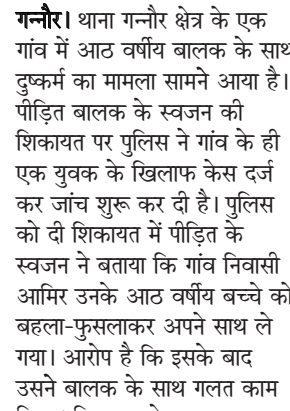 गन्नौर। थाना गन्नौर क्षेत्र के एक
गांव में आठ वर्षीय बालक के साथ
दुष्कर्म का मामला सामने आया है।
पीड़ित बालक के स्वजन की
शिकायत पर पुलिस ने गांव के ही
एक युवक के खिलाफ केस दर्ज
कर जांच शुरू कर दी है। पुलिस
को दी शिकायत में पीड़ित के
स्वजन ने बताया कि गांव निवासी
आमिर उनके आठ वर्षीय बच्चे को
बहला-फुसलाकर अपने साथ ले
गया। आरोप है कि इसके बाद
उसने बालक के साथ गलत काम